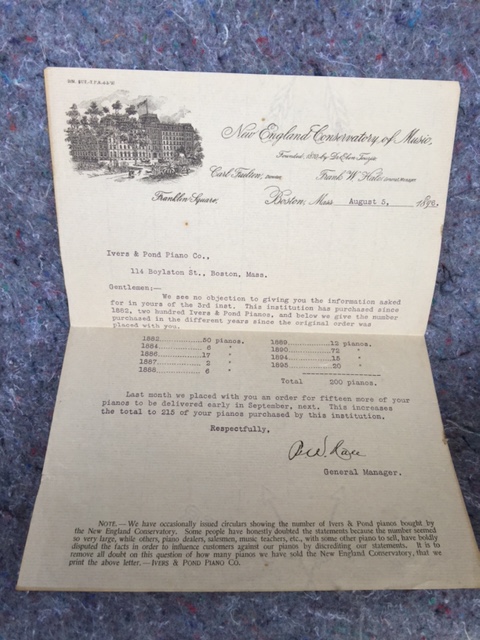 New England Conservatory of Music,
Founded, 1870, by Dr. Eben Tourjée
Carl Faelten, Director. Frank W. Hale, General Manager.
Franklin Square, Boston, Mass. August 5, 1896.
Ivers & Pond Piano Co.,
114 Boylston St., Boston, Mass.
Gentlemen:—
We see no objection to giving you the information asked
for in yours of the 3rd inst. This institution has purchased since
1882, two hundred Ivers & Pond Pianos, and below we give the number
purchased in the different years since the original order was
placed with you.
1882..............50 pianos. 1889..............12 pianos.
1884.............. 6 " 1890..............72 "
1886..............17 " 1894..............15 "
1887.............. 2 " 1895..............20 "
1888.............. 6 "
Total 200 pianos.
Last month we placed with you an order for fifteen more of your
pianos to be delivered early in September, next. This increases
the total to 215 of your pianos purchased by this institution.
Respectfully,
W. Hale
General Manager.
NOTE.—We have occasionally issued circulars showing the number of Ivers & Pond pianos bought by
the New England Conservatory. Some people have honestly doubted the statements because the number seemed
so very large, while others, piano dealers, salesmen, music teachers, etc., with some other piano to sell, have boldly
disputed the facts in order to influence customers against our pianos by discrediting our statements. It is to
remove all doubt on this question of how many pianos we have sold the New England Conservatory, that we
print the above letter.—IVERS & POND PIANO CO.